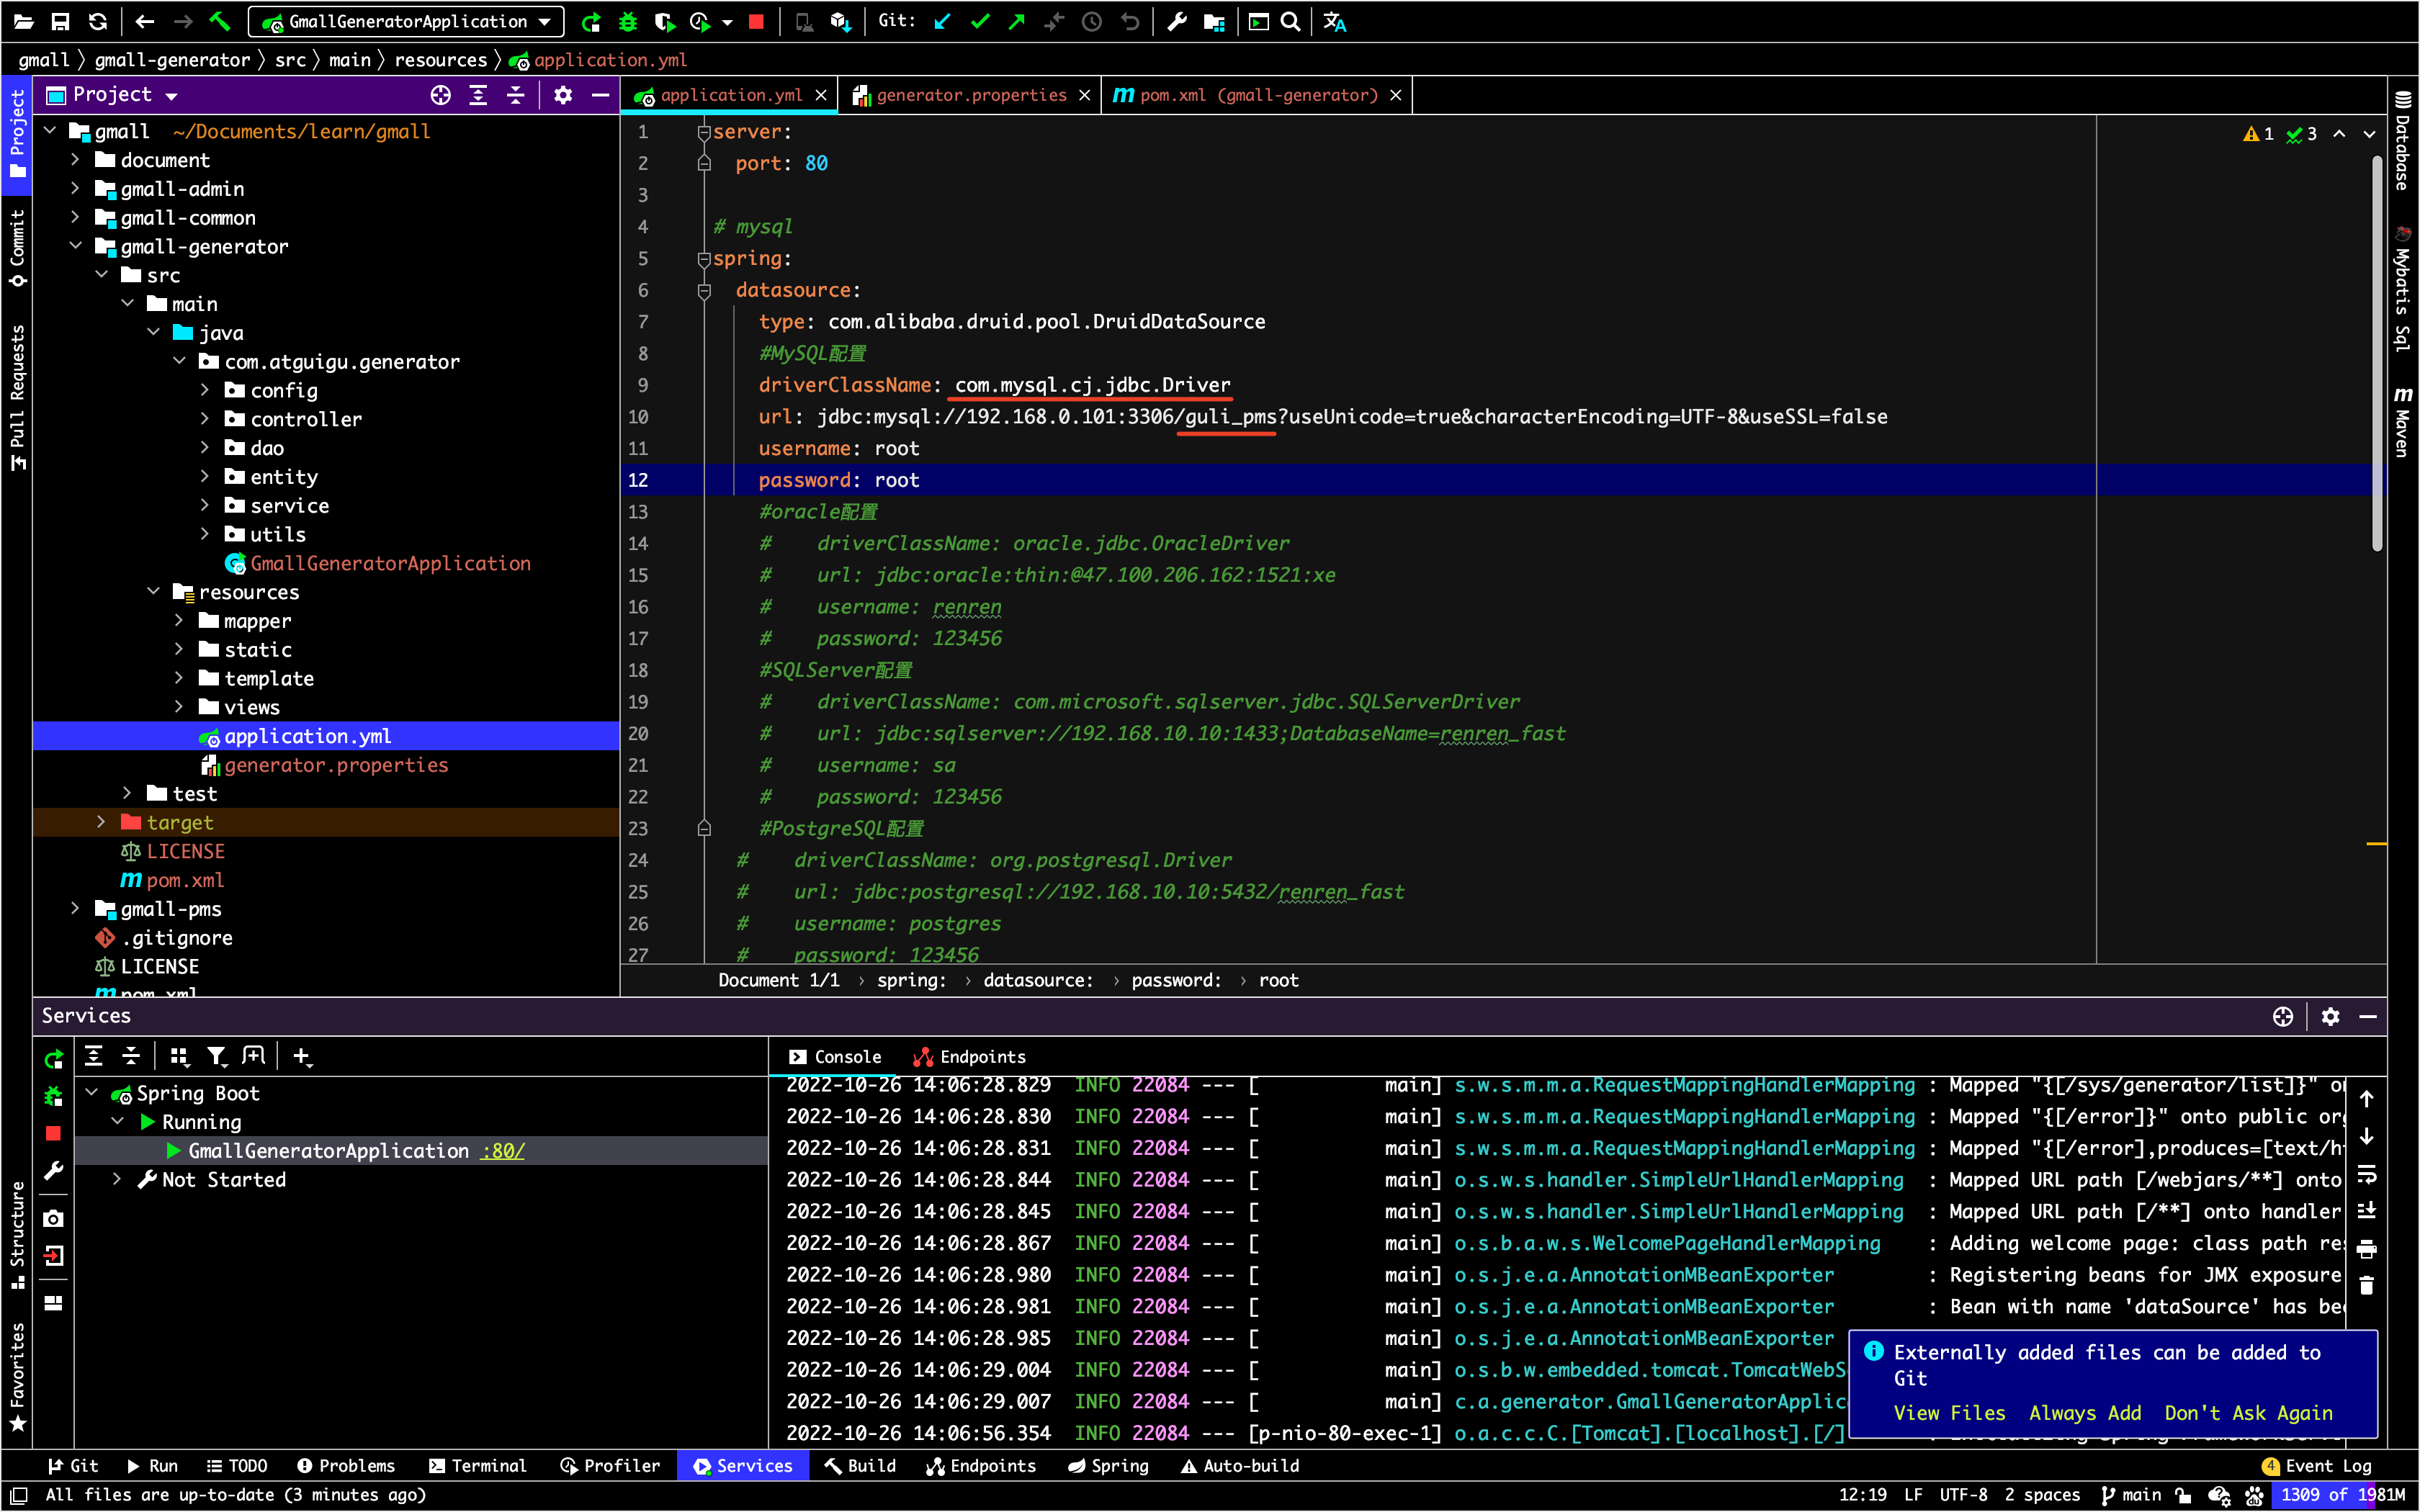 GmallGeneratorApplication
Git:
gmall 〉 gmall-generator 〉 src 〉 main 〉 resources 〉 application.yml
Project
application.yml
generator.properties
pom.xml (gmall-generator)
Project
Commit
Pull Requests
Structure
Favorites
gmall ~/Documents/learn/gmall
document
gmall-admin
gmall-common
gmall-generator
src
main
java
com.atguigu.generator
config
controller
dao
entity
service
utils
GmallGeneratorApplication
resources
mapper
static
template
views
application.yml
generator.properties
test
target
LICENSE
pom.xml
gmall-pms
.gitignore
LICENSE
pom.xml
1 server:
2 port: 80
3
4 # mysql
5 spring:
6 datasource:
7 type: com.alibaba.druid.pool.DruidDataSource
8 #MySQL配置
9 driverClassName: com.mysql.cj.jdbc.Driver
10 url: jdbc:mysql://192.168.0.101:3306/guli_pms?useUnicode=true&characterEncoding=UTF-8&useSSL=false
11 username: root
12 password: root
13 #oracle配置
14 # driverClassName: oracle.jdbc.OracleDriver
15 # url: jdbc:oracle:thin:@47.100.206.162:1521:xe
16 # username: renren
17 # password: 123456
18 #SQLServer配置
19 # driverClassName: com.microsoft.sqlserver.jdbc.SQLServerDriver
20 # url: jdbc:sqlserver://192.168.10.10:1433;DatabaseName=renren_fast
21 # username: sa
22 # password: 123456
23 #PostgreSQL配置
24 # driverClassName: org.postgresql.Driver
25 # url: jdbc:postgresql://192.168.10.10:5432/renren_fast
26 # username: postgres
27 # password: 123456
1 3
Database
Mybatis Sql
Maven
Document 1/1 › spring: › datasource: › password: › root
Services
Console
Endpoints
Spring Boot
Running
GmallGeneratorApplication :80/
Not Started
2022-10-26 14:06:28.829 INFO 22084 --- [ main] s.w.s.m.m.a.RequestMappingHandlerMapping : Mapped "{[/sys/generator/list]}" on
2022-10-26 14:06:28.830 INFO 22084 --- [ main] s.w.s.m.m.a.RequestMappingHandlerMapping : Mapped "{[/error]}" onto public org
2022-10-26 14:06:28.831 INFO 22084 --- [ main] s.w.s.m.m.a.RequestMappingHandlerMapping : Mapped "{[/error],produces=[text/ht
2022-10-26 14:06:28.844 INFO 22084 --- [ main] o.s.w.s.handler.SimpleUrlHandlerMapping : Mapped URL path [/webjars/**] onto
2022-10-26 14:06:28.845 INFO 22084 --- [ main] o.s.w.s.handler.SimpleUrlHandlerMapping : Mapped URL path [/**] onto handler
2022-10-26 14:06:28.867 INFO 22084 --- [ main] o.s.b.a.w.s.WelcomePageHandlerMapping : Adding welcome page: class path res
2022-10-26 14:06:28.980 INFO 22084 --- [ main] o.s.j.e.a.AnnotationMBeanExporter : Registering beans for JMX exposure
2022-10-26 14:06:28.981 INFO 22084 --- [ main] o.s.j.e.a.AnnotationMBeanExporter : Bean with name 'dataSource' has bee
2022-10-26 14:06:28.985 INFO 22084 --- [ main] o.s.j.e.a.AnnotationMBeanExporter
2022-10-26 14:06:29.004 INFO 22084 --- [ main] o.s.b.w.embedded.tomcat.TomcatWebS
2022-10-26 14:06:29.007 INFO 22084 --- [ main] c.a.generator.GmallGeneratorApplic
2022-10-26 14:06:56.354 INFO 22084 --- [p-nio-80-exec-1] o.a.c.c.C.[Tomcat].[localhost].[/]
Externally added files can be added to
Git
View Files Always Add Don't Ask Again
Git Run TODO Problems Terminal Profiler Services Build Endpoints Spring Auto-build 4 Event Log
All files are up-to-date (3 minutes ago) 12:19 LF UTF-8 2 spaces main 1309 of 1981M